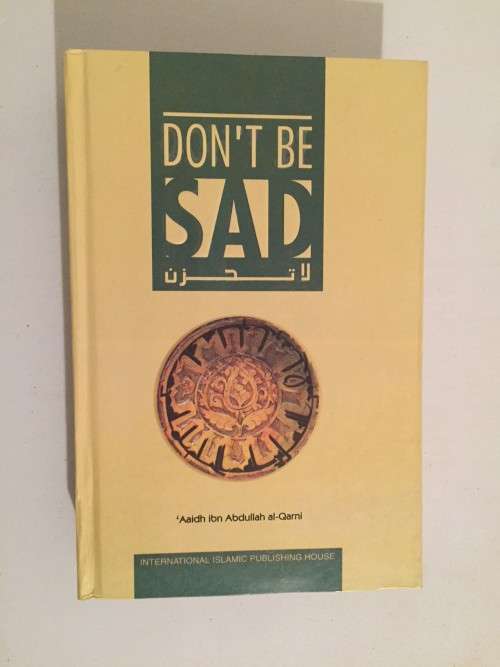 DON'T BE
SAD
لا تحزن
'Aaidh ibn Abdullah al-Qarni
INTERNATIONAL ISLAMIC PUBLISHING HOUSE